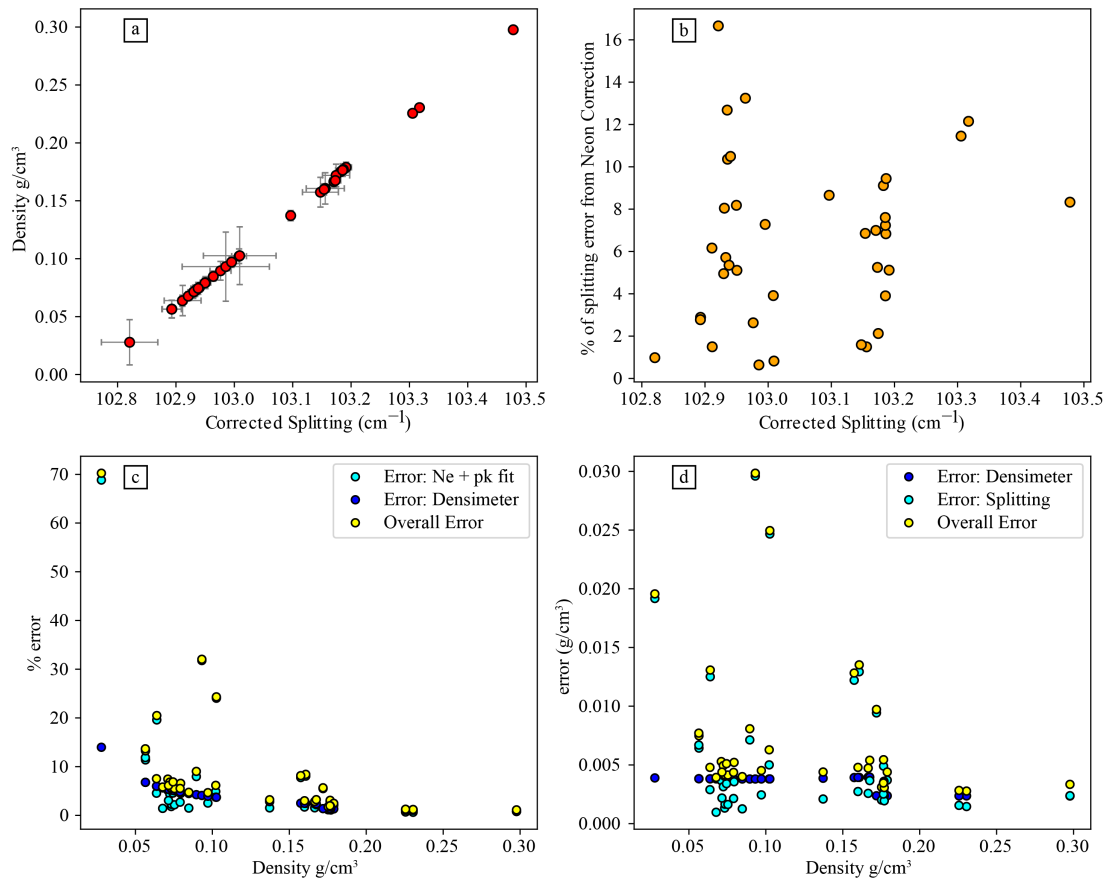 a
0.30
0.25
0.20
0.15
0.10
0.05
0.00
Density g/cm³
102.8 102.9 103.0 103.1 103.2 103.3 103.4 103.5
Corrected Splitting (cm⁻¹)
b
16
14
12
10
8
6
4
2
0
% of splitting error from Neon Correction
102.8 102.9 103.0 103.1 103.2 103.3 103.4 103.5
Corrected Splitting (cm⁻¹)
c
Error: Ne + pk fit
Error: Densimeter
Overall Error
70
60
50
40
30
20
10
0
% error
0.05 0.10 0.15 0.20 0.25 0.30
Density g/cm³
d
Error: Densimeter
Error: Splitting
Overall Error
0.030
0.025
0.020
0.015
0.010
0.005
0.000
error (g/cm³)
0.05 0.10 0.15 0.20 0.25 0.30
Density g/cm³